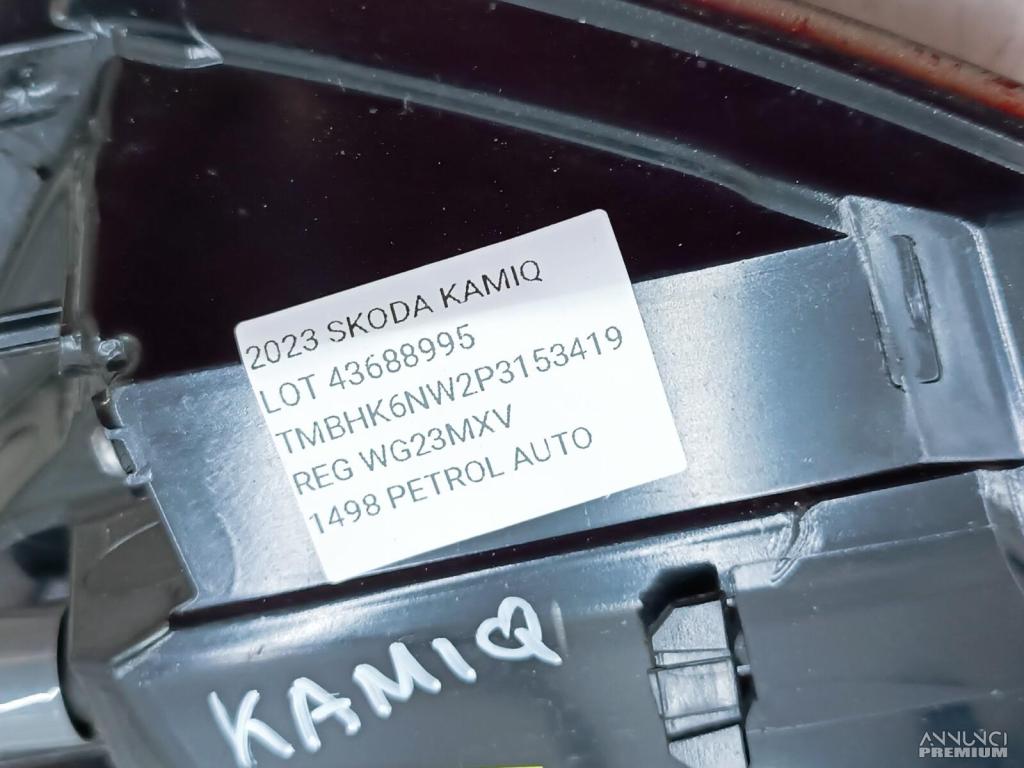 2023 SKODA KAMIQ
LOT 43688995
TMBHK6NW2P3153419
REG WG23MXV
1498 PETROL AUTO
KAMIQ
ANNUNCI
PREMIUM